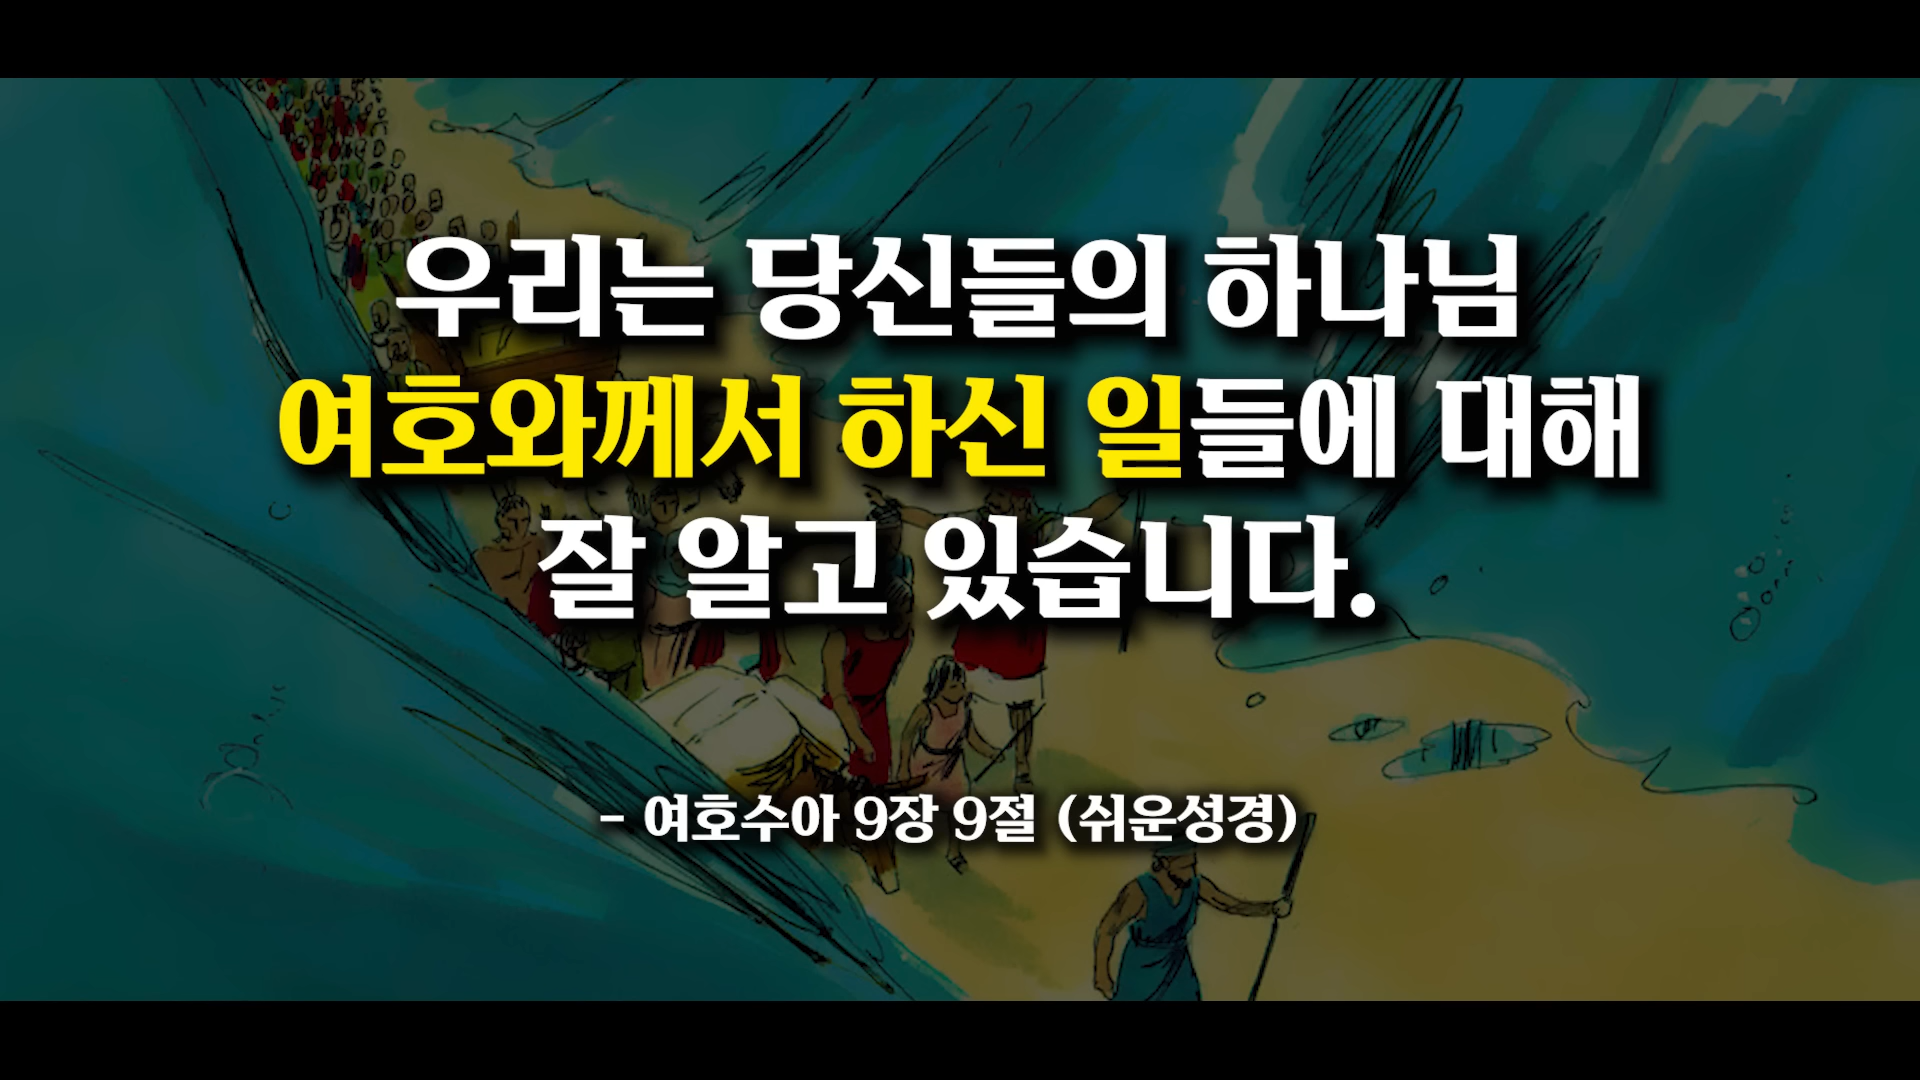 우리는 당신들의 하나님
여호와께서 하신 일들에 대해
잘 알고 있습니다.
- 여호수아 9장 9절 (쉬운성경)